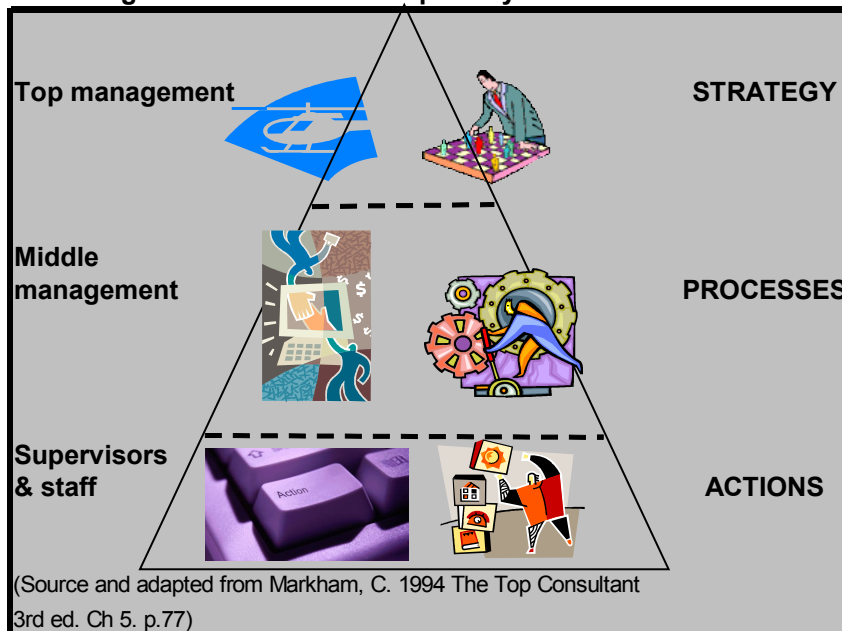 Top management
STRATEGY
Middle
management
PROCESSES
Supervisors
& staff
Action
ACTIONS
(Source and adapted from Markham, C. 1994 The Top Consultant
3rd ed. Ch 5. p.77)